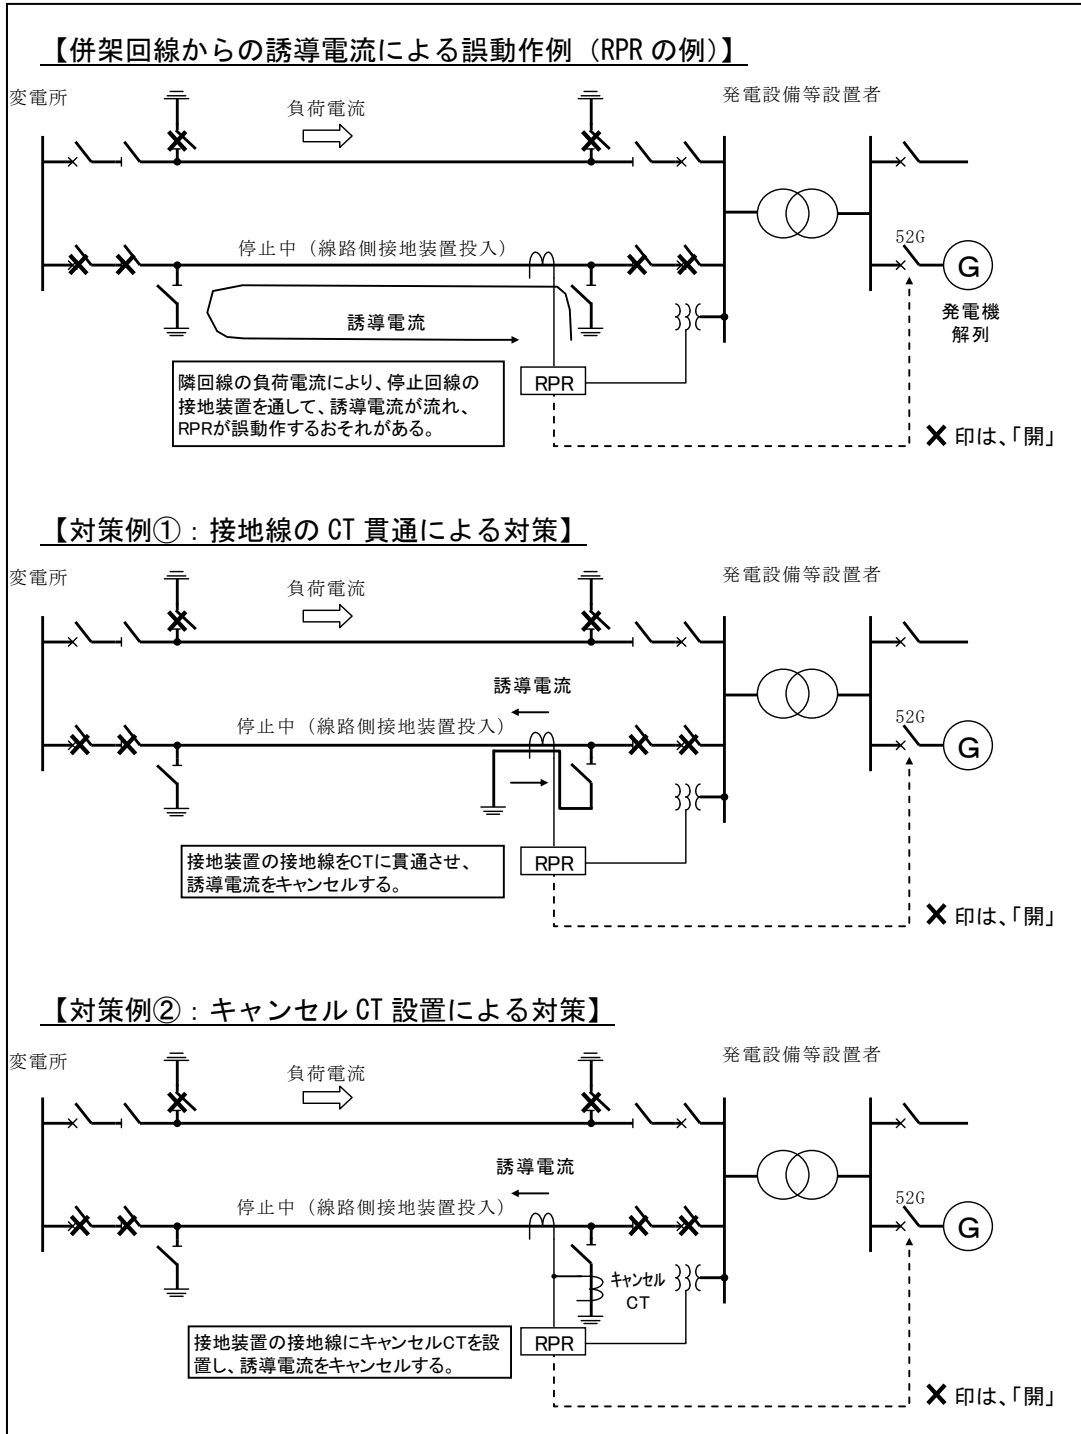 【併架回線からの誘導電流による誤動作例（RPRの例）】
変電所
負荷電流
発電設備等設置者
停止中（線路側接地装置投入）
52G
G
誘導電流
発電機
解列
隣回線の負荷電流により、停止回線の
接地装置を通して、誘導電流が流れ、
RPRが誤動作するおそれがある。
RPR
✕印は、「開」
【対策例①：接地線のCT貫通による対策】
変電所
負荷電流
発電設備等設置者
誘導電流
停止中（線路側接地装置投入）
52G
G
接地装置の接地線をCTに貫通させ、
誘導電流をキャンセルする。
RPR
✕印は、「開」
【対策例②：キャンセルCT設置による対策】
変電所
負荷電流
発電設備等設置者
誘導電流
停止中（線路側接地装置投入）
52G
G
キャンセル
CT
接地装置の接地線にキャンセルCTを設
置し、誘導電流をキャンセルする。
RPR
✕印は、「開」